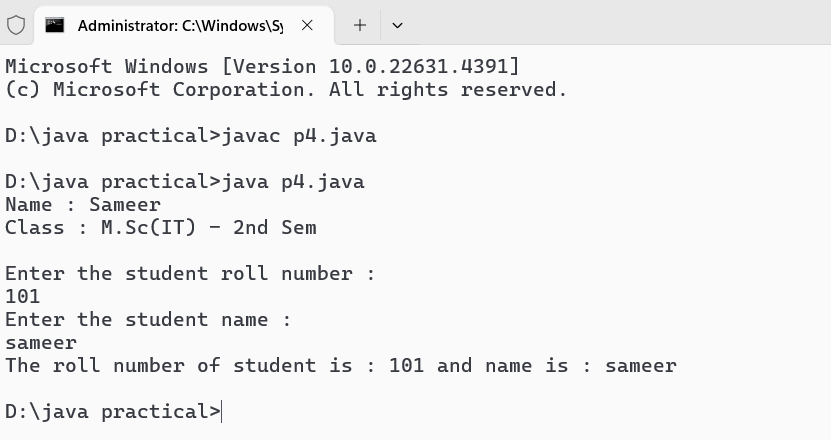 Administrator: C:\Windows\Sy
Microsoft Windows [Version 10.0.22631.4391]
(c) Microsoft Corporation. All rights reserved.
D:\java practical>javac p4.java
D:\java practical>java p4.java
Name : Sameer
Class : M.Sc(IT) - 2nd Sem
Enter the student roll number :
101
Enter the student name :
sameer
The roll number of student is : 101 and name is : sameer
D:\java practical>